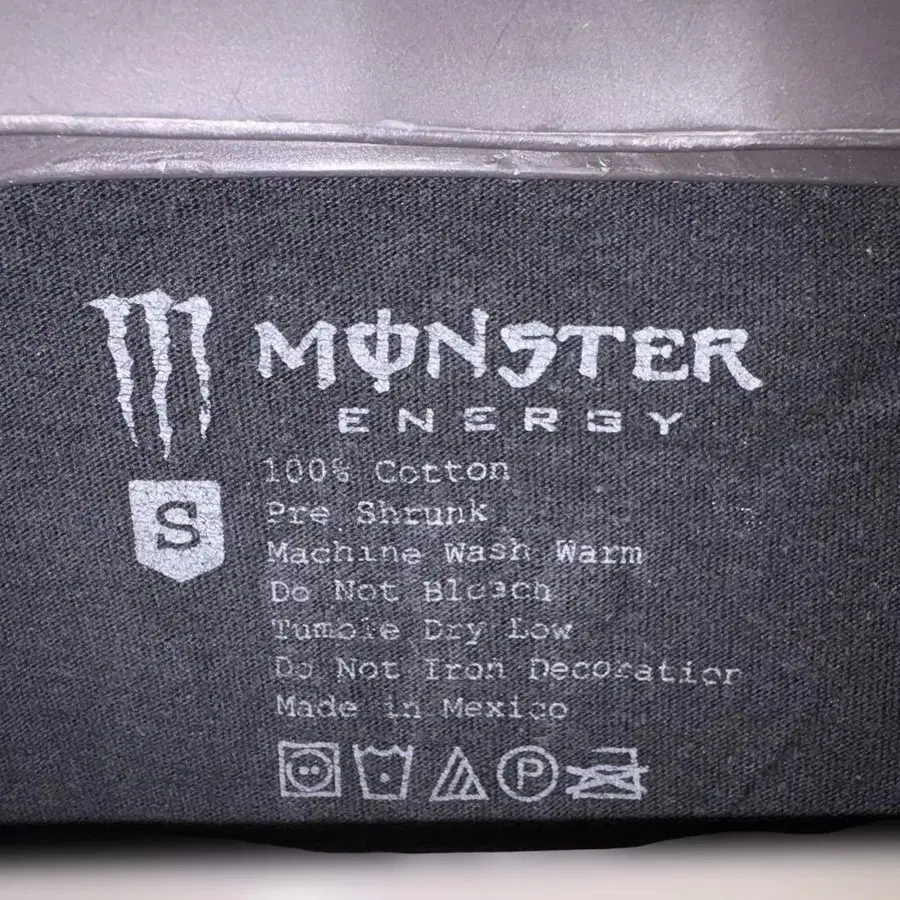 MONSTER
ENERGY
100% Cotton
S
Pre Shrunk
Machine Wash Warm
Do Not Bleach
Tumble Dry Low
Do Not Iron Decoration
Made in Mexico
P